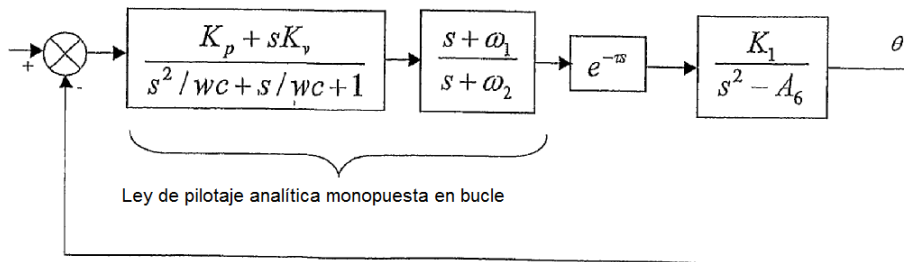 K_p + sK_v
s^2 / wc + s / wc + 1
s + ω_1
s + ω_2
e^{-τs}
K_1
s^2 - A_6
θ
+
-
Ley de pilotaje analítica monopuesta en bucle